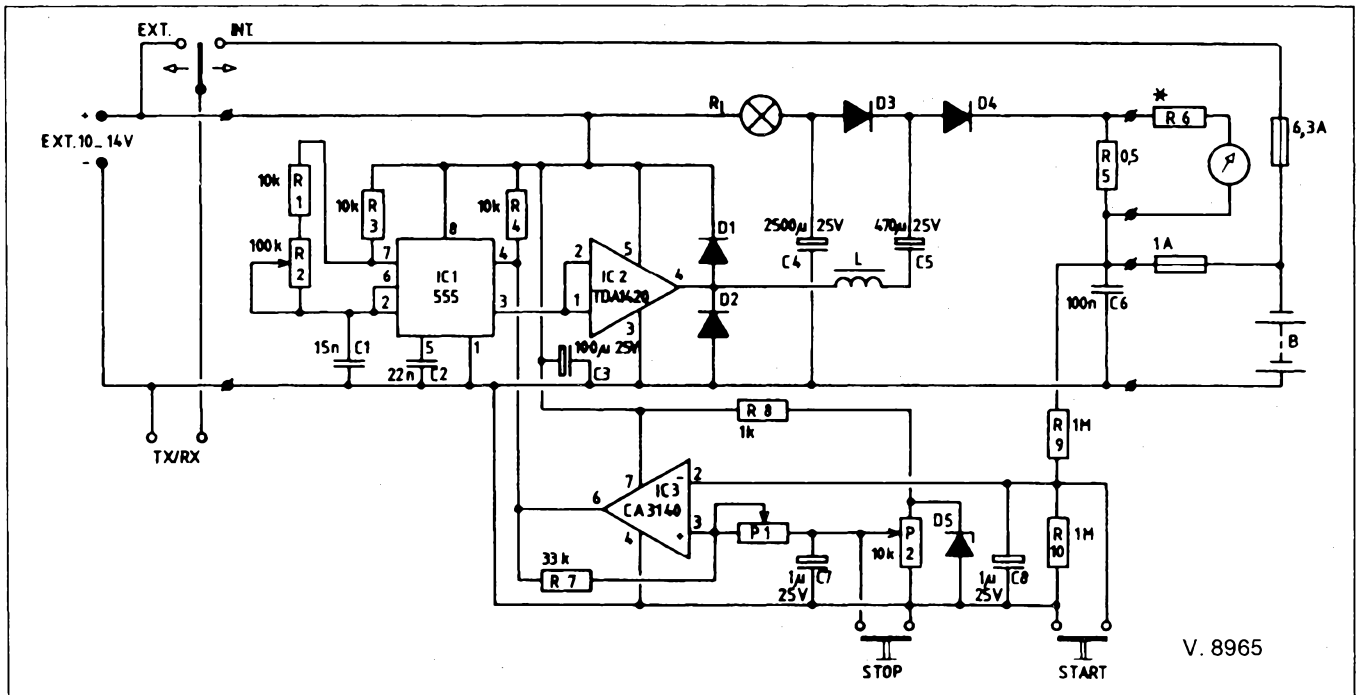 EXT. INT.
+
EXT. 10_14V
-
TX/RX
10k R1
100k R2
10k R3
10k R4
7 8 4
6 IC1
2 555 3
5 1
15n C1
22n C2
2 IC2 5
TDA1420 4
1 3
100µ 25V
C3
D1
D2
RL
D3 D4
2500µ 25V
C4
L
470µ 25V
C5
*
R6
R5 0,5
6,3A
1A
100n C6
B
R8
1k
R9 1M
7 2 -
6 IC3
CA3140 3
4 +
P1
33k
R7
1µ C7
25V
10k P2
D5
1µ C8
25V
R10 1M
STOP START
V. 8965